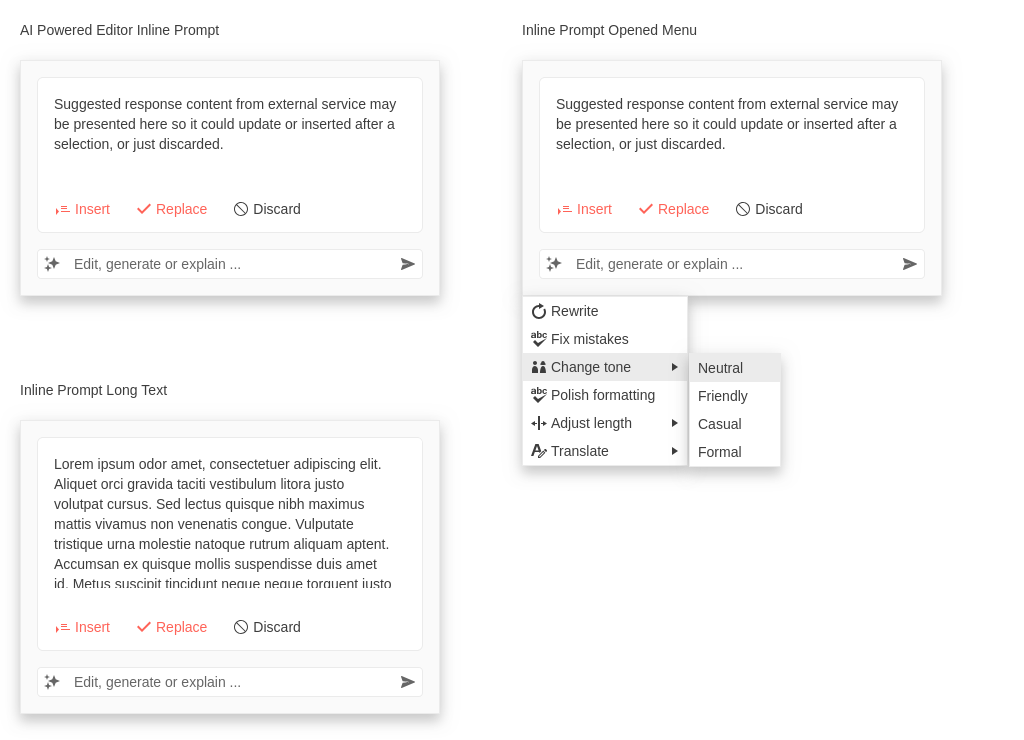 AI Powered Editor Inline Prompt
Suggested response content from external service may
be presented here so it could update or inserted after a
selection, or just discarded.
Insert Replace Discard
Edit, generate or explain ...
Inline Prompt Opened Menu
Suggested response content from external service may
be presented here so it could update or inserted after a
selection, or just discarded.
Insert Replace Discard
Edit, generate or explain ...
Rewrite
abc Fix mistakes
Change tone
abc Polish formatting
Adjust length
Translate
Neutral
Friendly
Casual
Formal
Inline Prompt Long Text
Lorem ipsum odor amet, consectetuer adipiscing elit.
Aliquet orci gravida taciti vestibulum litora justo
volutpat cursus. Sed lectus quisque nibh maximus
mattis vivamus non venenatis congue. Vulputate
tristique urna molestie natoque rutrum aliquam aptent.
Accumsan ex quisque mollis suspendisse duis amet
id. Metus suscipit tincidunt neque neque torquent justo
Insert Replace Discard
Edit, generate or explain ...